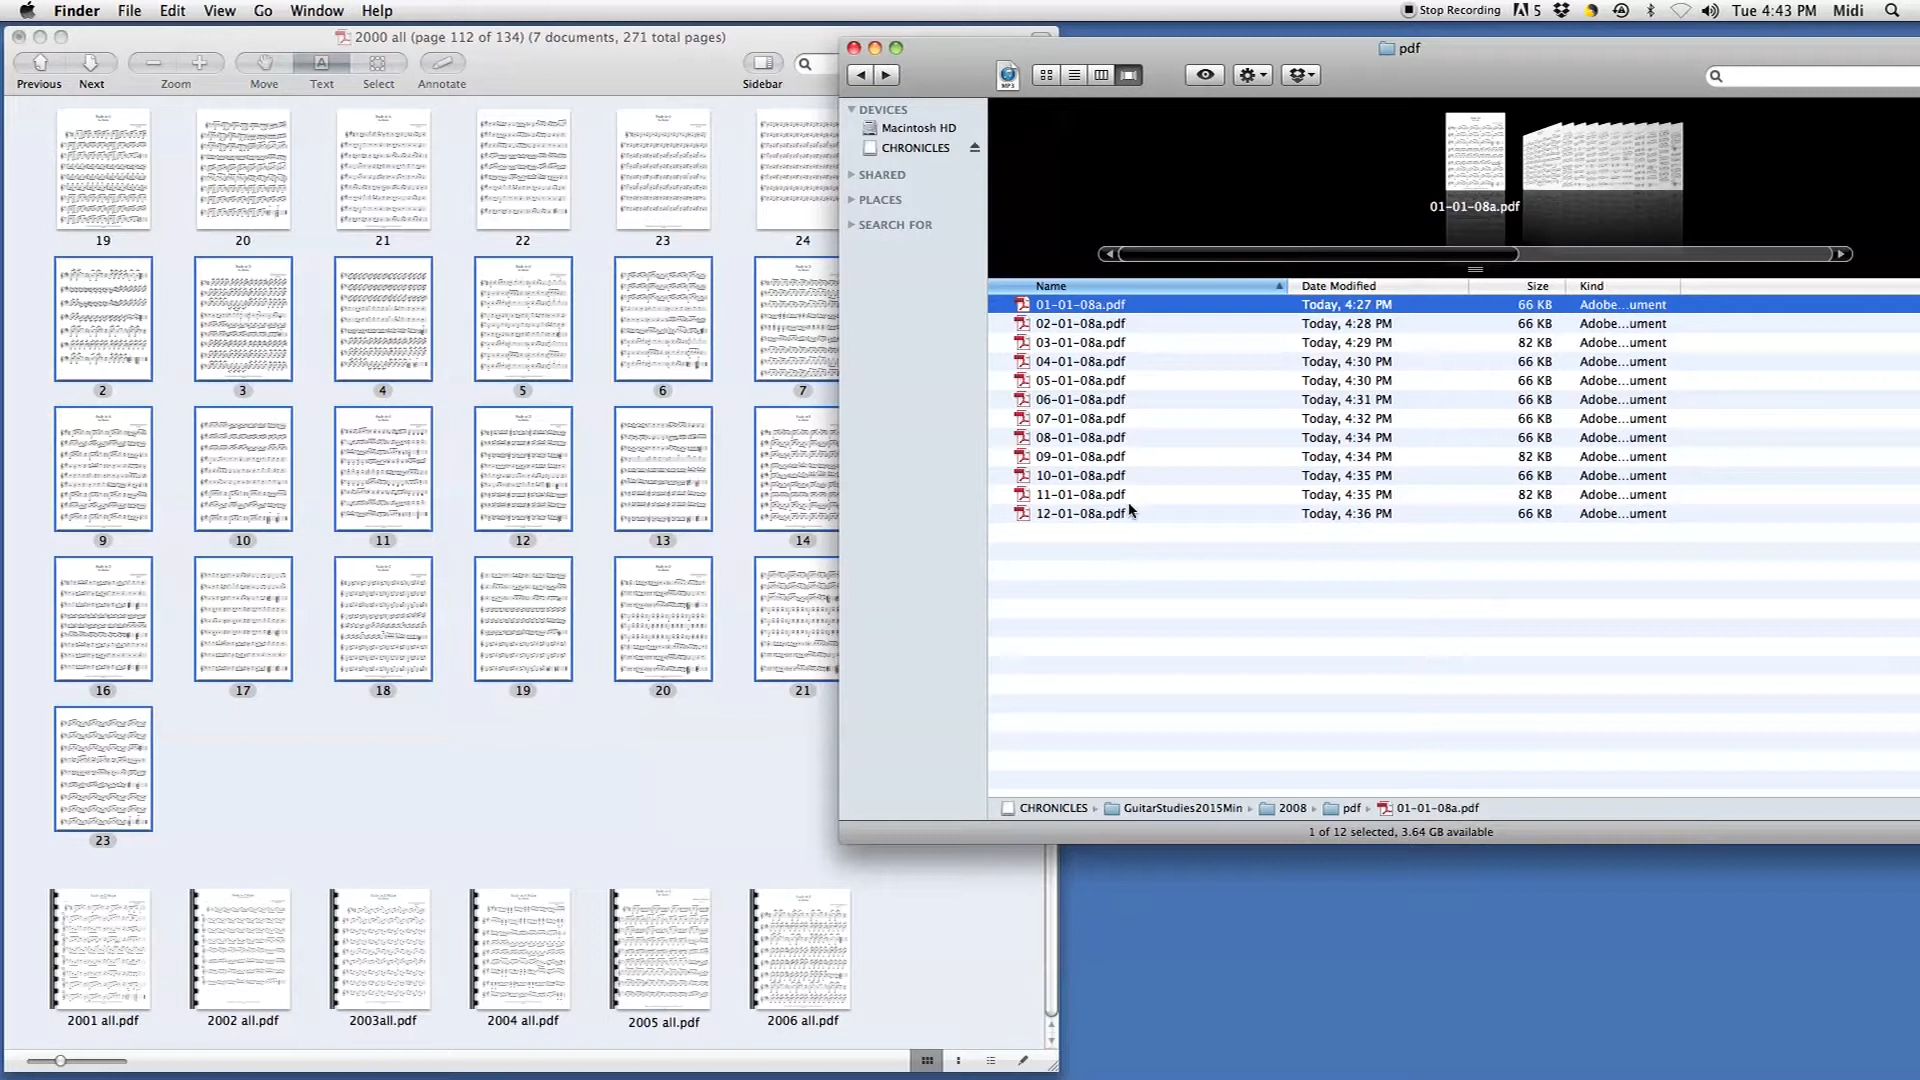 Finder File Edit View Go Window Help
Stop Recording 5 Tue 4:43 PM Midi
2000 all (page 112 of 134) (7 documents, 271 total pages)
Previous Next Zoom Move Text Select Annotate Sidebar
19 20 21 22 23 24
2 3 4 5 6 7
9 10 11 12 13 14
16 17 18 19 20 21
23
2001 all.pdf 2002 all.pdf 2003all.pdf 2004 all.pdf 2005 all.pdf 2006 all.pdf
pdf
MP3
DEVICES
Macintosh HD
CHRONICLES
SHARED
PLACES
SEARCH FOR
01-01-08a.pdf
Name Date Modified Size Kind
01-01-08a.pdf Today, 4:27 PM 66 KB Adobe...ument
02-01-08a.pdf Today, 4:28 PM 66 KB Adobe...ument
03-01-08a.pdf Today, 4:29 PM 82 KB Adobe...ument
04-01-08a.pdf Today, 4:30 PM 66 KB Adobe...ument
05-01-08a.pdf Today, 4:30 PM 66 KB Adobe...ument
06-01-08a.pdf Today, 4:31 PM 66 KB Adobe...ument
07-01-08a.pdf Today, 4:32 PM 66 KB Adobe...ument
08-01-08a.pdf Today, 4:34 PM 66 KB Adobe...ument
09-01-08a.pdf Today, 4:34 PM 82 KB Adobe...ument
10-01-08a.pdf Today, 4:35 PM 66 KB Adobe...ument
11-01-08a.pdf Today, 4:35 PM 82 KB Adobe...ument
12-01-08a.pdf Today, 4:36 PM 66 KB Adobe...ument
CHRONICLES GuitarStudies2015Min 2008 pdf 01-01-08a.pdf
1 of 12 selected, 3.64 GB available